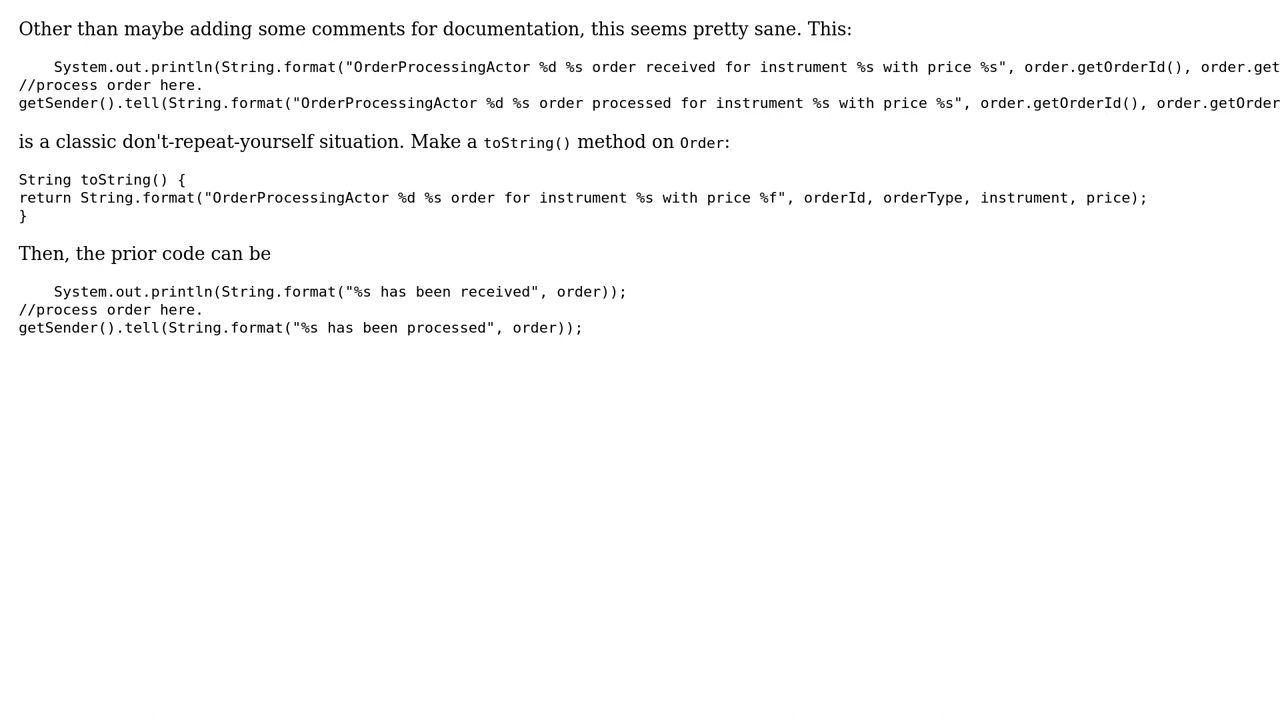 Other than maybe adding some comments for documentation, this seems pretty sane. This:
System.out.println(String.format("OrderProcessingActor %d %s order received for instrument %s with price %s", order.getOrderId(), order.get
//process order here.
getSender().tell(String.format("OrderProcessingActor %d %s order processed for instrument %s with price %s", order.getOrderId(), order.getOrder
is a classic don't-repeat-yourself situation. Make a toString() method on Order:
String toString() {
return String.format("OrderProcessingActor %d %s order for instrument %s with price %f", orderId, orderType, instrument, price);
}
Then, the prior code can be
System.out.println(String.format("%s has been received", order));
//process order here.
getSender().tell(String.format("%s has been processed", order));